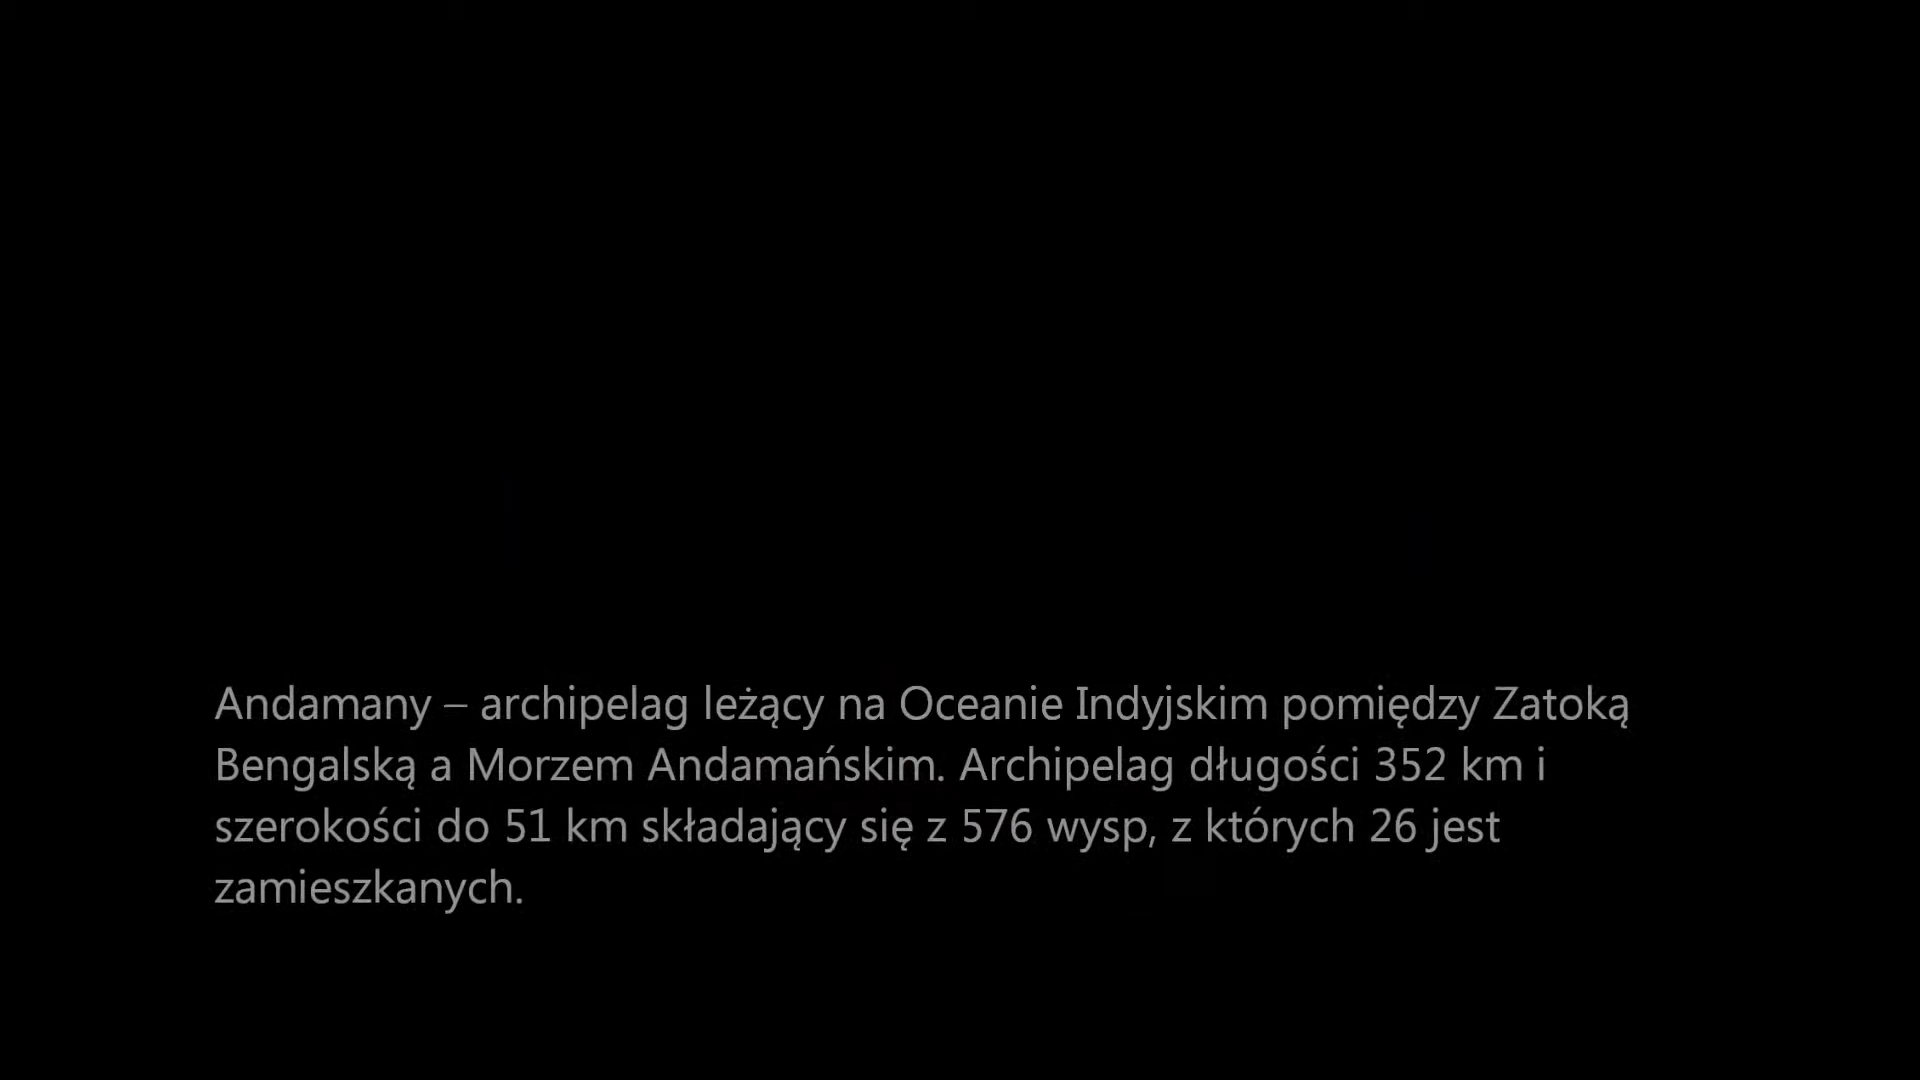 Andamany – archipelag leżący na Oceanie Indyjskim pomiędzy Zatoką
Bengalską a Morzem Andamańskim. Archipelag długości 352 km i
szerokości do 51 km składający się z 576 wysp, z których 26 jest
zamieszkanych.